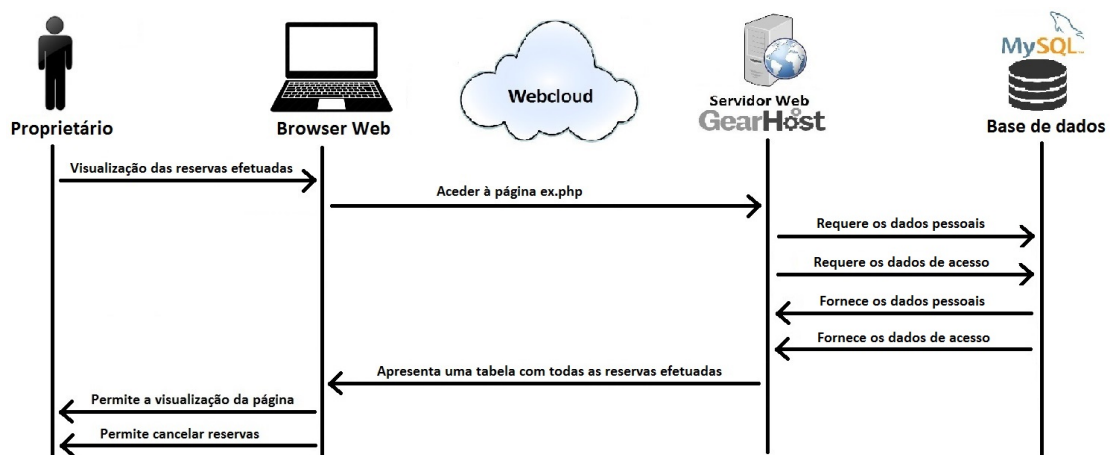 MySQL
Webcloud
Servidor Web
GearHost
Proprietário
Browser Web
Base de dados
Visualização das reservas efetuadas
Aceder à página ex.php
Requere os dados pessoais
Requere os dados de acesso
Fornece os dados pessoais
Fornece os dados de acesso
Apresenta uma tabela com todas as reservas efetuadas
Permite a visualização da página
Permite cancelar reservas